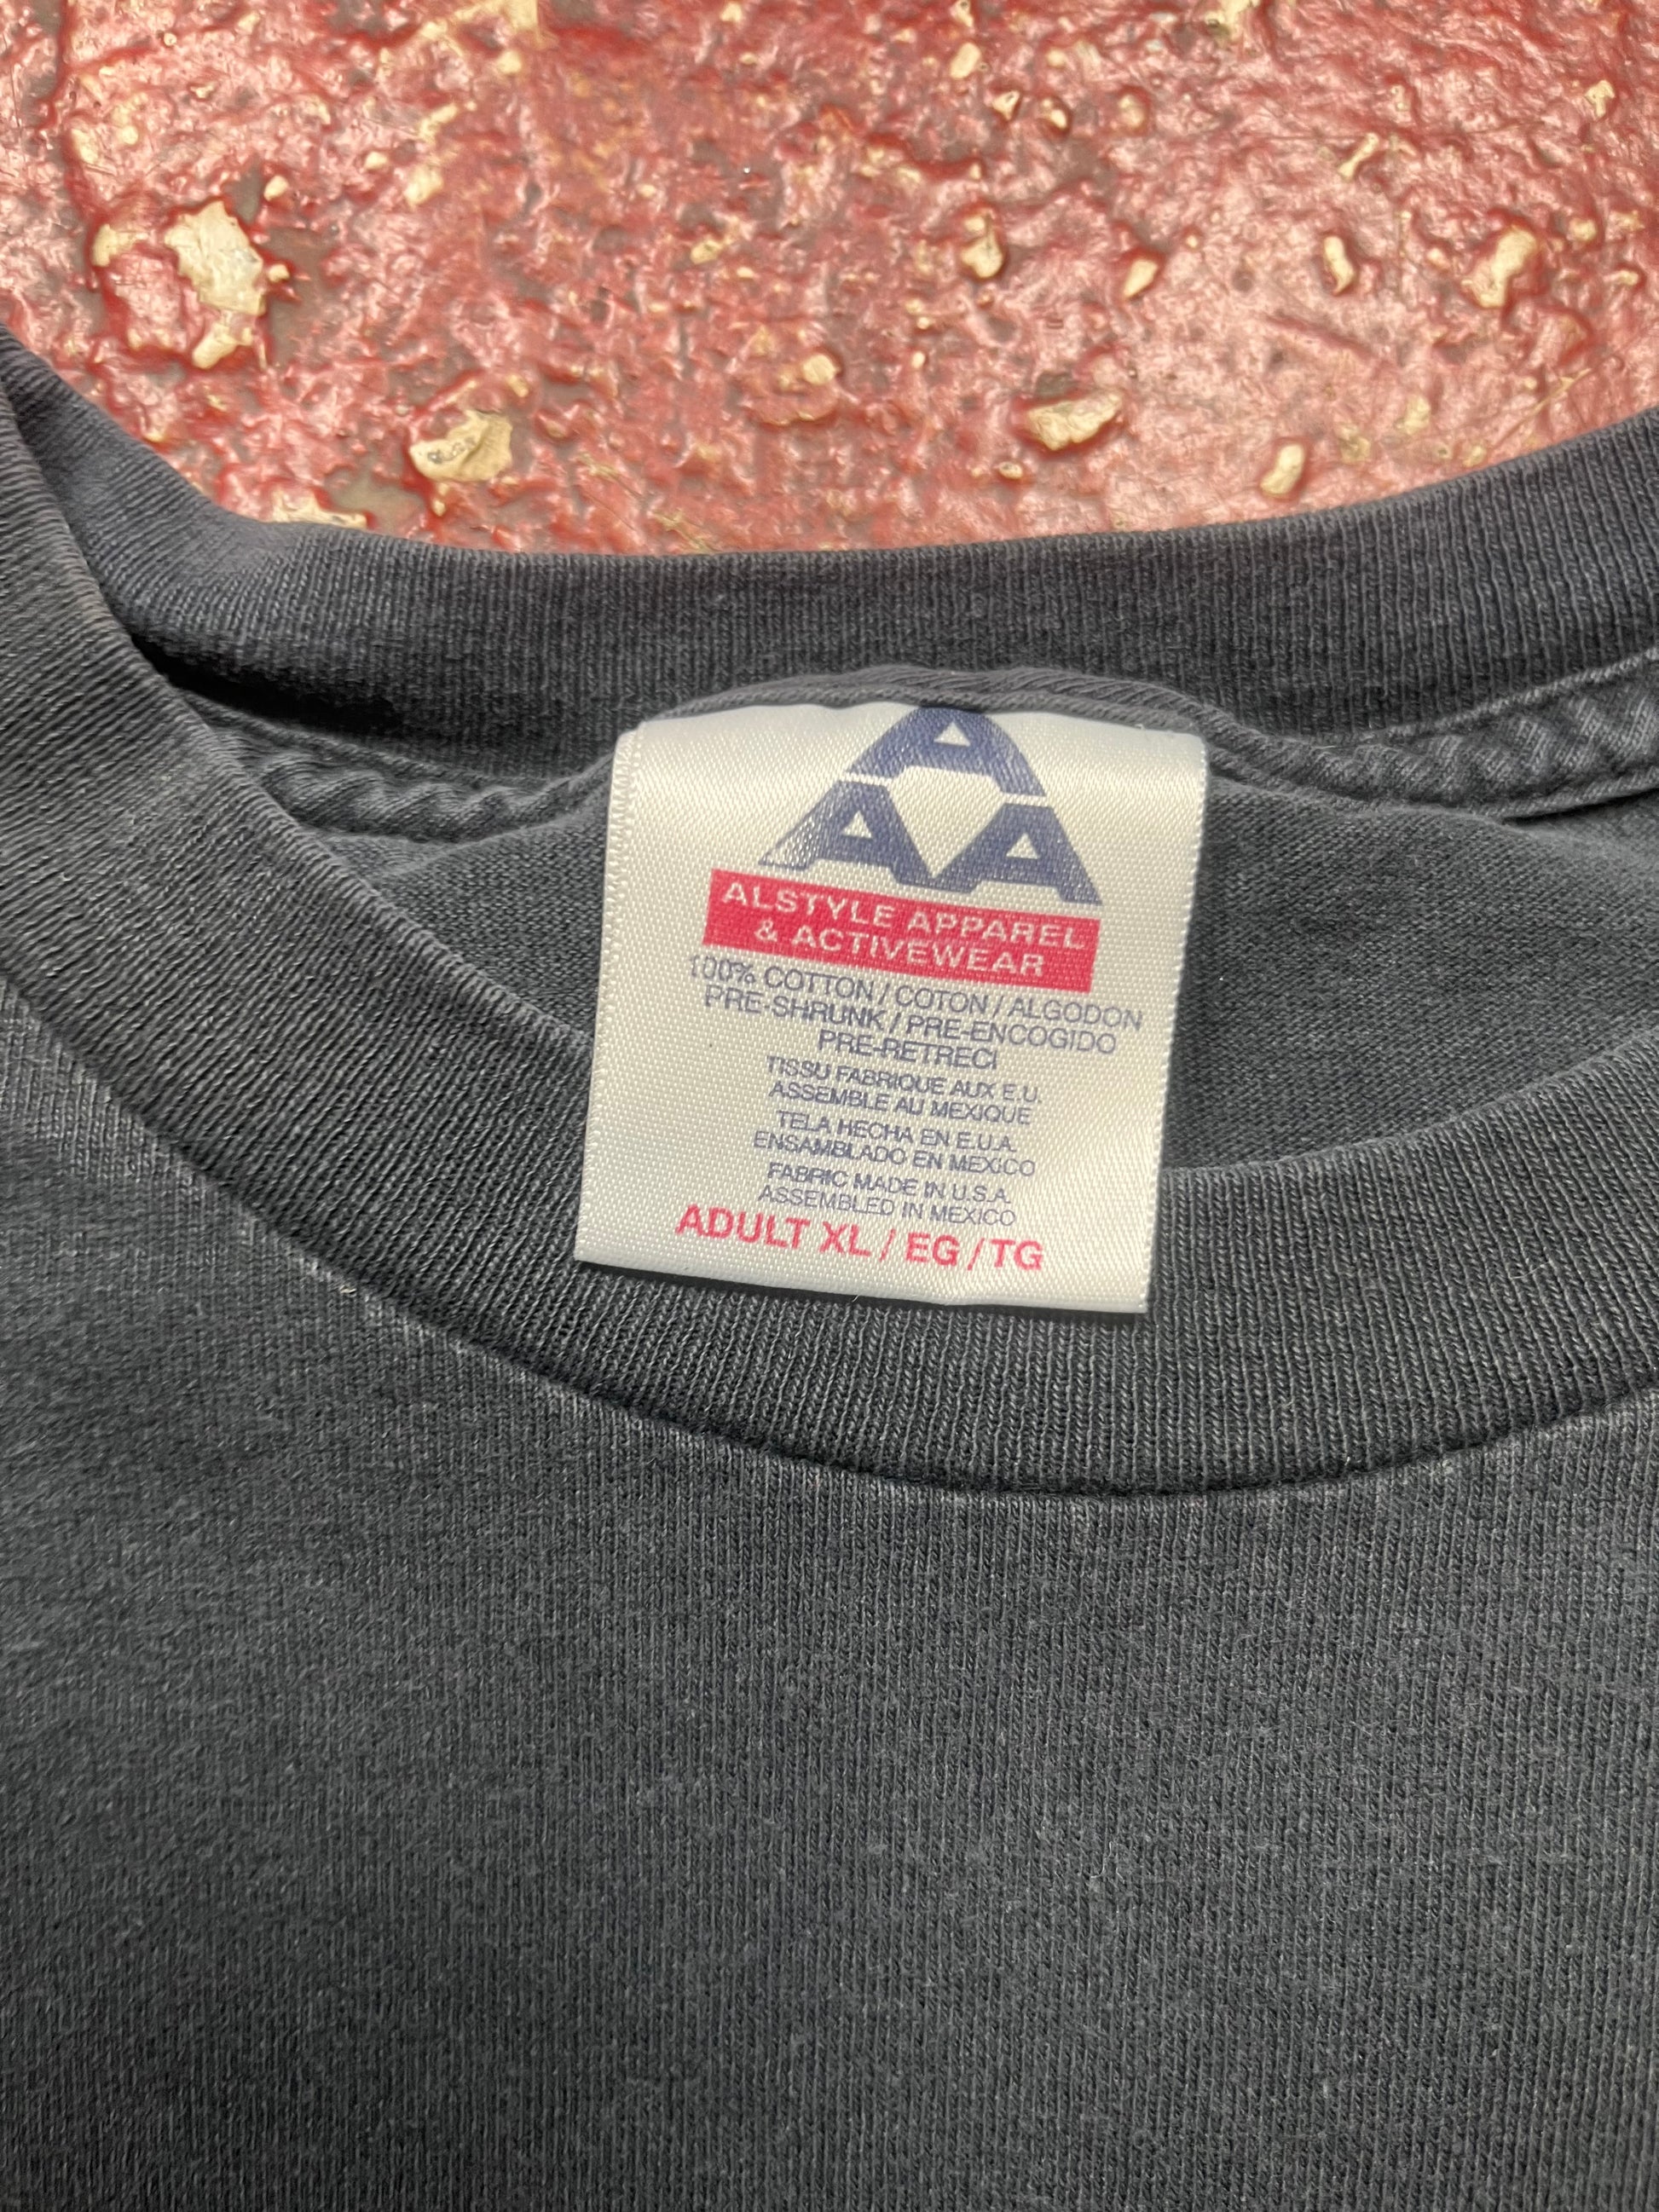 A
AA
ALSTYLE APPAREL
& ACTIVEWEAR
100% COTTON / COTON / ALGODON
PRE-SHRUNK / PRE-ENCOGIDO
PRE-RETRECI
TISSU FABRIQUE AUX E.U.
ASSEMBLE AU MEXIQUE
TELA HECHA EN E.U.A.
ENSAMBLADO EN MEXICO
FABRIC MADE IN U.S.A.
ASSEMBLED IN MEXICO
ADULT XL / EG / TG